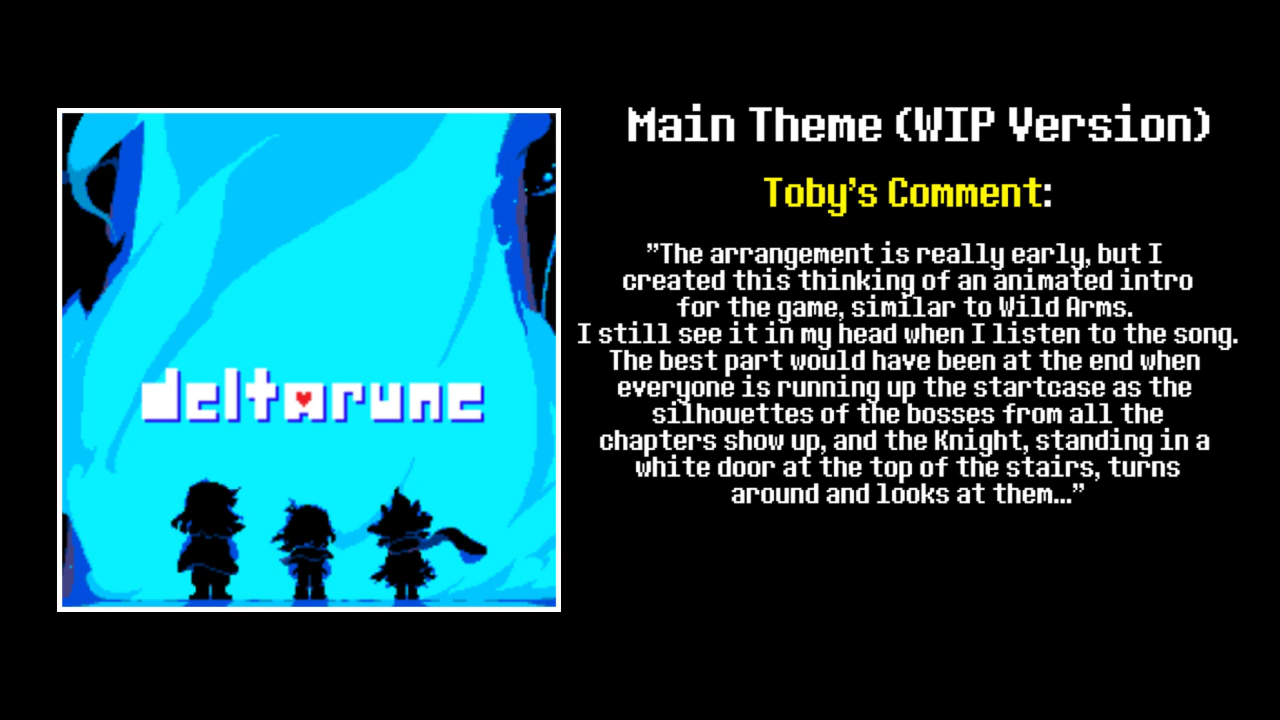 Main Theme (WIP Version)
Toby's Comment:
"The arrangement is really early, but I
created this thinking of an animated intro
for the game, similar to Wild Arms.
I still see it in my head when I listen to the song.
The best part would have been at the end when
everyone is running up the startcase as the
silhouettes of the bosses from all the
chapters show up, and the Knight, standing in a
white door at the top of the stairs, turns
around and looks at them..."
deltarune